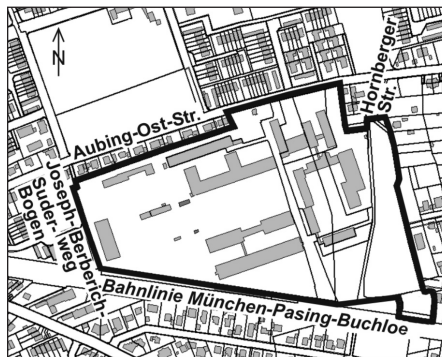 N
Hornberger
Str.
Aubing-Ost-Str.
Joseph-
Suder-
Bogen
Berberich-
weg
Bahnlinie München-Pasing-Buchloe